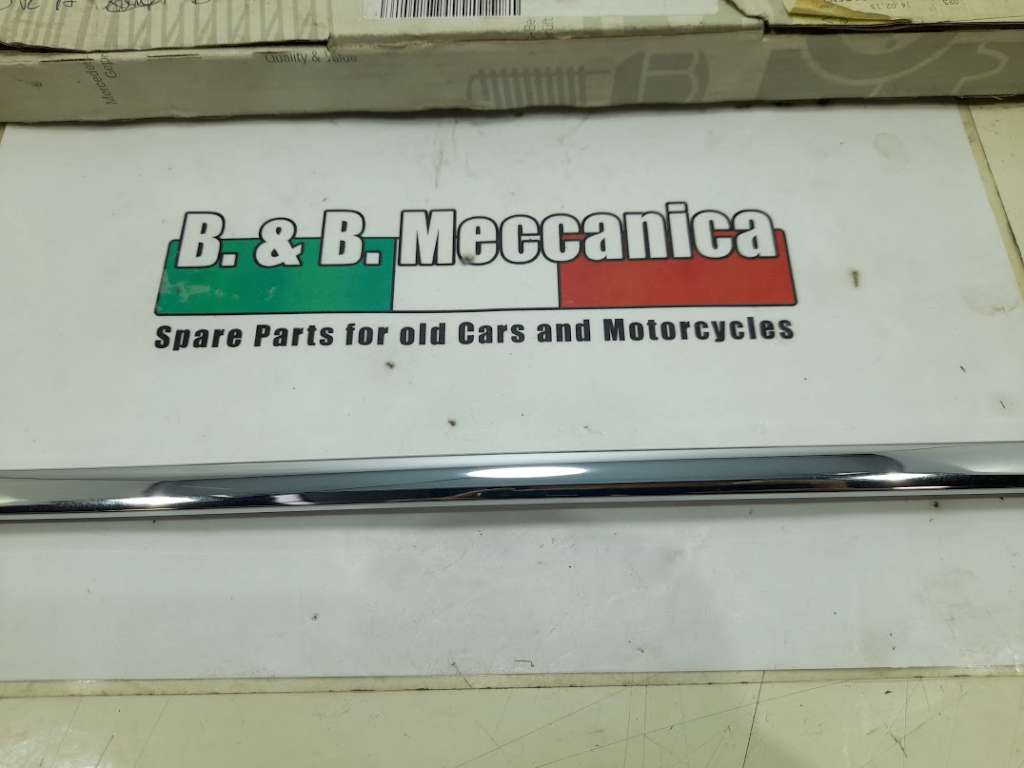 Quality & Value
B. & B. Meccanica
Spare Parts for old Cars and Motorcycles